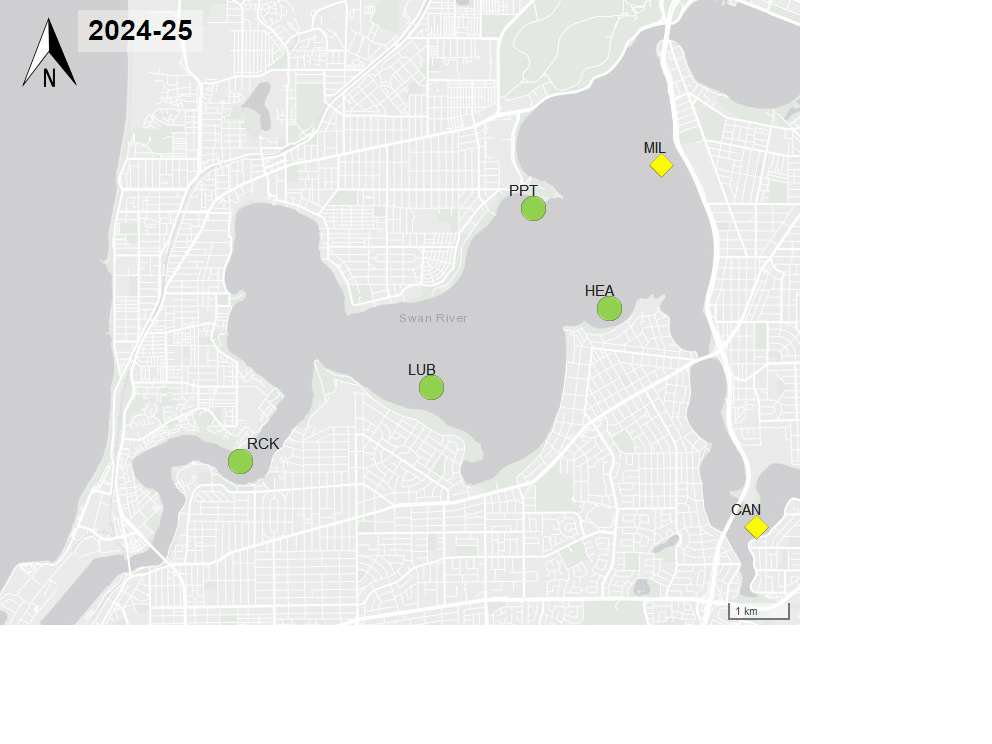 2024-25
N
MIL
PPT
HEA
Swan River
LUB
RCK
CAN
1 km